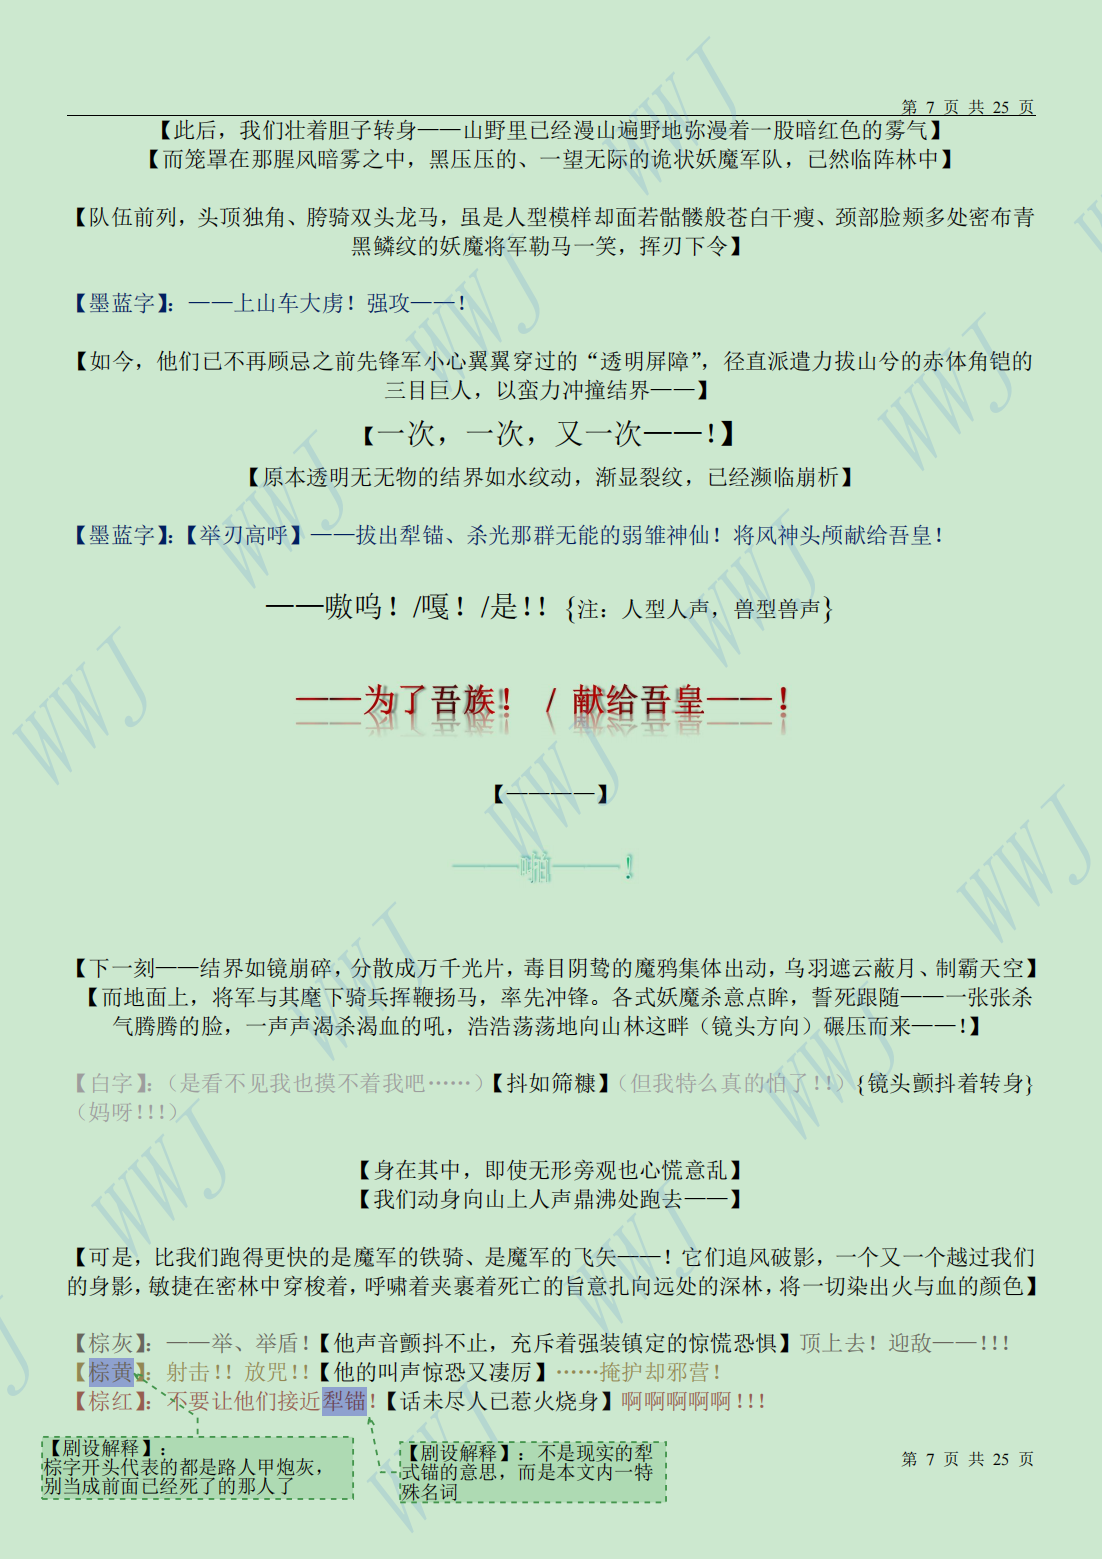 第 7 页 共 25 页
【此后，我们壮着胆子转身——山野里已经漫山遍野地弥漫着一股暗红色的雾气】
【而笼罩在那腥风暗雾之中，黑压压的、一望无际的诡状妖魔军队，已然临阵林中】
【队伍前列，头顶独角、胯骑双头龙马，虽是人型模样却面若骷髅般苍白干瘦、颈部脸颊多处密布青
黑鳞纹的妖魔将军勒马一笑，挥刃下令】
【墨蓝字】：——上山车大虏！强攻——！
【如今，他们已不再顾忌之前先锋军小心翼翼穿过的“透明屏障”，径直派遣力拔山兮的赤体角铠的
三目巨人，以蛮力冲撞结界——】
【一次，一次，又一次——！】
【原本透明无无物的结界如水纹动，渐显裂纹，已经濒临崩析】
【墨蓝字】：【举刃高呼】——拔出犁锚、杀光那群无能的弱雏神仙！将风神头颅献给吾皇！
——嗷呜！/嘎！/是！！{注：人型人声，兽型兽声}
——为了吾族！ / 献给吾皇——！
【————】
———啪———！
【下一刻——结界如镜崩碎，分散成万千光片，毒目阴鸷的魔鸦集体出动，乌羽遮云蔽月、制霸天空】
【而地面上，将军与其麾下骑兵挥鞭扬马，率先冲锋。各式妖魔杀意点眸，誓死跟随——一张张杀
气腾腾的脸，一声声渴杀渴血的吼，浩浩荡荡地向山林这畔（镜头方向）碾压而来——！】
【白字】：（是看不见我也摸不着我吧……）【抖如筛糠】（但我特么真的怕了！！）{镜头颤抖着转身}
（妈呀！！！）
【身在其中，即使无形旁观也心慌意乱】
【我们动身向山上人声鼎沸处跑去——】
【可是，比我们跑得更快的是魔军的铁骑、是魔军的飞矢——！它们追风破影，一个又一个越过我们
的身影，敏捷在密林中穿梭着，呼啸着夹裹着死亡的旨意扎向远处的深林，将一切染出火与血的颜色】
【棕灰】：——举、举盾！【他声音颤抖不止，充斥着强装镇定的惊慌恐惧】顶上去！迎敌——！！！
【棕黄】：射击！！放咒！！【他的叫声惊恐又凄厉】……掩护却邪营！
【棕红】：不要让他们接近犁锚！【话未尽人已惹火烧身】啊啊啊啊啊！！！
【剧设解释】：
棕字开头代表的都是路人甲炮灰，
别当成前面已经死了的那人了
【剧设解释】：不是现实的犁
式锚的意思，而是本文内一特
殊名词
第 7 页 共 25 页
WWJ
WWJ
WWJ
WWJ
WWJ
WWJ
WWJ
WWJ
WWJ
WWJ
WWJ
WWJ
WWJ
WWJ